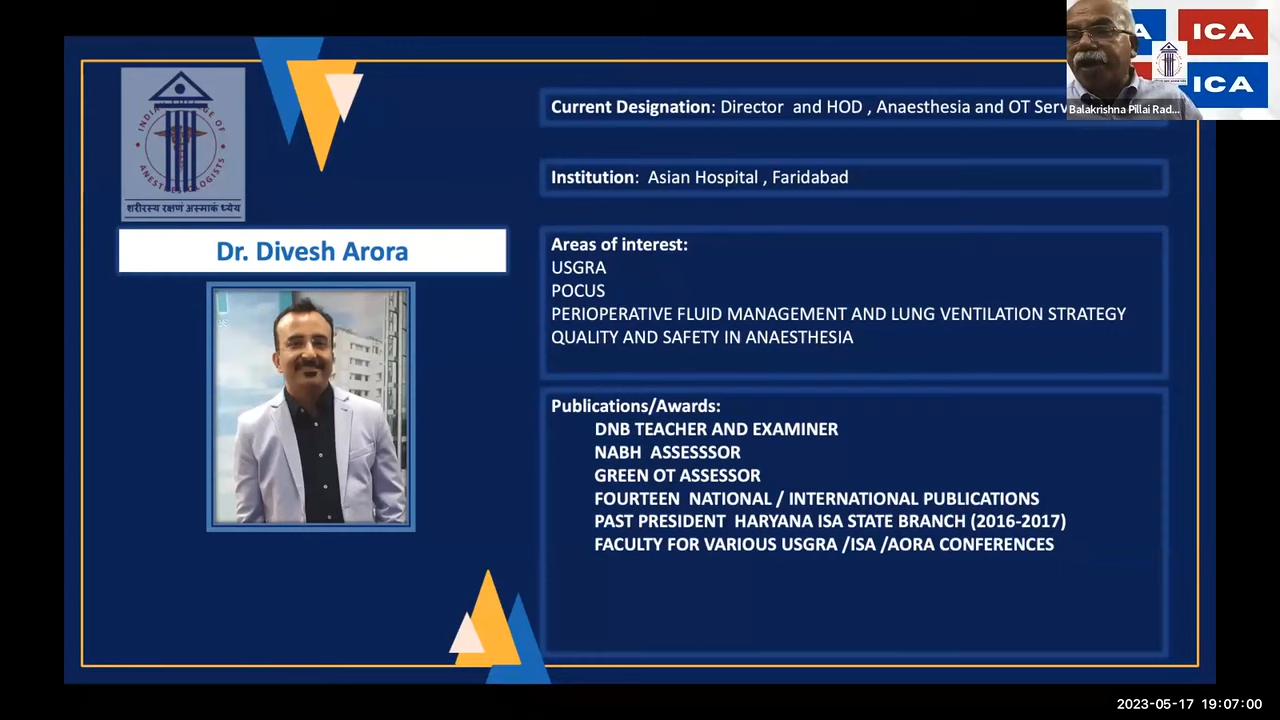 INDIAN COLLEGE OF
ANESTHESIOLOGISTS
शरीरस्य रक्षणं अस्माकं ध्येय
Dr. Divesh Arora
Current Designation: Director and HOD , Anaesthesia and OT Serv
Institution: Asian Hospital , Faridabad
Areas of interest:
USGRA
POCUS
PERIOPERATIVE FLUID MANAGEMENT AND LUNG VENTILATION STRATEGY
QUALITY AND SAFETY IN ANAESTHESIA
Publications/Awards:
DNB TEACHER AND EXAMINER
NABH ASSESSSOR
GREEN OT ASSESSOR
FOURTEEN NATIONAL / INTERNATIONAL PUBLICATIONS
PAST PRESIDENT HARYANA ISA STATE BRANCH (2016-2017)
FACULTY FOR VARIOUS USGRA /ISA /AORA CONFERENCES
A
ICA
ICA
Balakrishna Pillai Rad...
2023-05-17 19:07:00